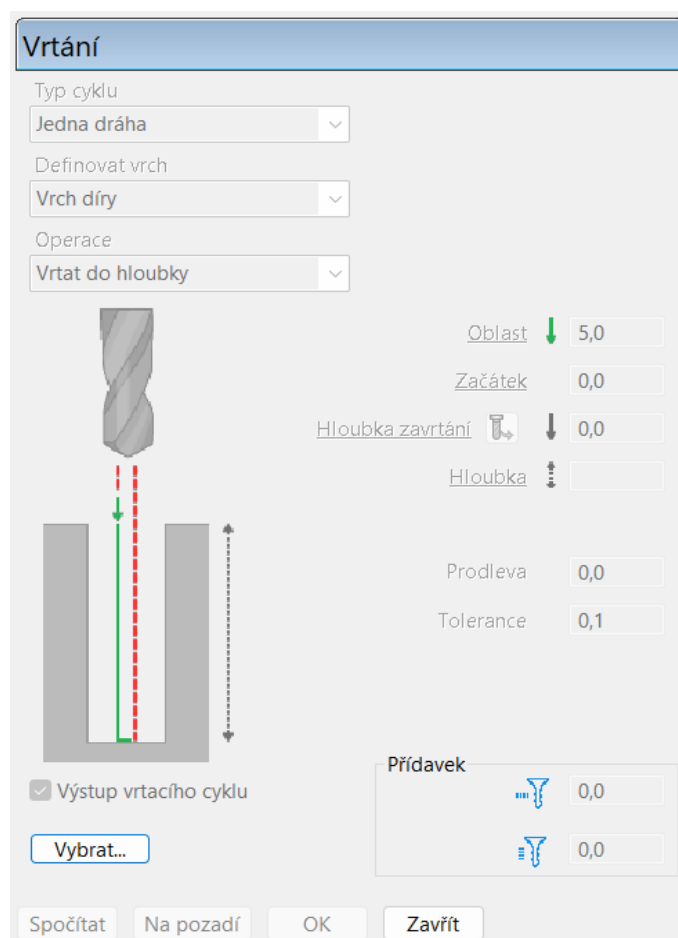 Vrtání
Typ cyklu
Jedna dráha
Definovat vrch
Vrch díry
Operace
Vrtat do hloubky
Oblast 5,0
Začátek 0,0
Hloubka zavrtání 0,0
Hloubka
Prodleva 0,0
Tolerance 0,1
Přídavek
Výstup vrtacího cyklu 0,0
Vybrat... 0,0
Spočítat Na pozadí OK Zavřít